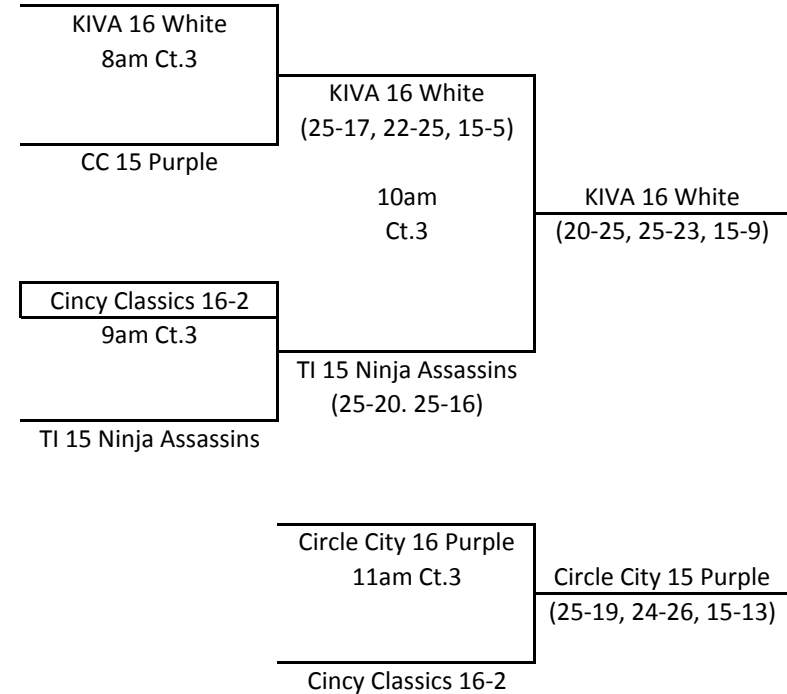 KIVA 16 White
8am Ct.3
KIVA 16 White
(25-17, 22-25, 15-5)
CC 15 Purple
10am
Ct.3
KIVA 16 White
(20-25, 25-23, 15-9)
Cincy Classics 16-2
9am Ct.3
TI 15 Ninja Assassins
(25-20. 25-16)
TI 15 Ninja Assassins
Circle City 16 Purple
11am Ct.3
Circle City 15 Purple
(25-19, 24-26, 15-13)
Cincy Classics 16-2